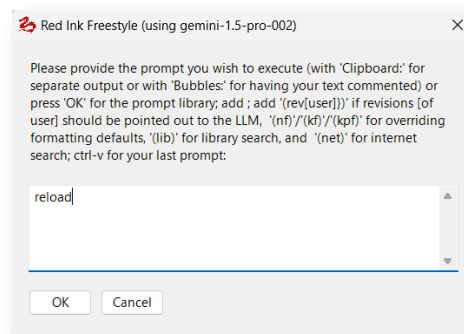 Red Ink Freestyle (using gemini-1.5-pro-002)
Please provide the prompt you wish to execute (with 'Clipboard:' for
separate output or with 'Bubbles:' for having your text commented) or
press 'OK' for the prompt library; add ; add '(rev[user]})' if revisions [of
user] should be pointed out to the LLM,  '(nf)'/'(kf)'/'(kpf)' for overriding
formatting defaults, '(lib)' for library search, and  '(net)' for internet
search; ctrl-v for your last prompt:
reload
OK Cancel